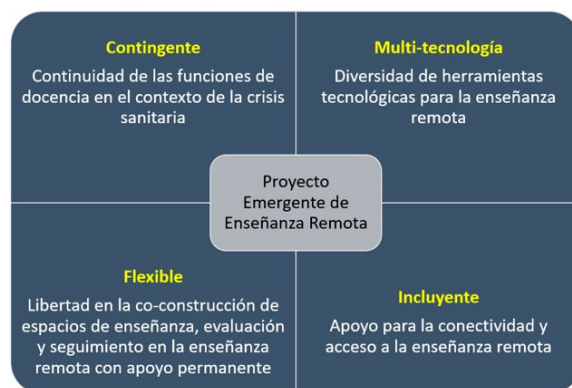 Contingente
Continuidad de las funciones de
docencia en el contexto de la crisis
sanitaria
Multi-tecnología
Diversidad de herramientas
tecnológicas para la enseñanza
remota
Proyecto
Emergente de
Enseñanza Remota
Flexible
Libertad en la co-construcción de
espacios de enseñanza, evaluación
y seguimiento en la enseñanza
remota con apoyo permanente
Incluyente
Apoyo para la conectividad y
acceso a la enseñanza remota